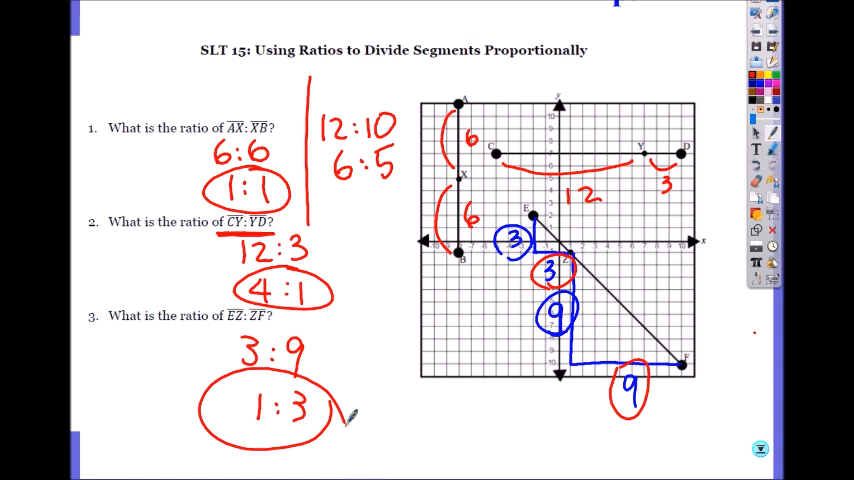 SLT 15: Using Ratios to Divide Segments Proportionally
1. What is the ratio of AX:XB?
6:6
1:1
12:10
6:5
2. What is the ratio of CY:YD?
12:3
4:1
3. What is the ratio of EZ:ZF?
3:9
1:3
A
6
X
6
B
C
Y
D
12
3
E
3
Z
3
9
F
9
y
x